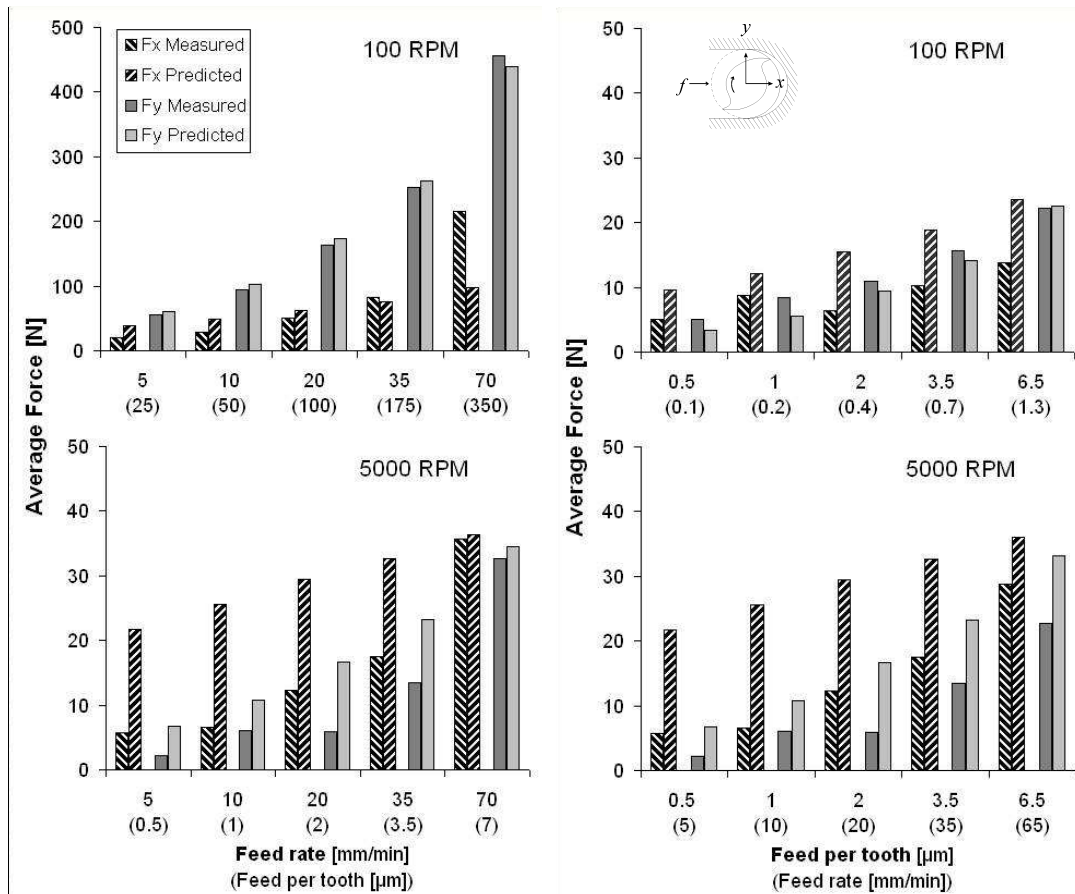 500
400
300
200
100
0
Fx Measured
Fx Predicted
Fy Measured
Fy Predicted
100 RPM
5 10 20 35 70
(25) (50) (100) (175) (350)
Average Force [N]
50
40
30
20
10
0
5000 RPM
5 10 20 35 70
(0.5) (1) (2) (3.5) (7)
Feed rate [mm/min]
(Feed per tooth [µm])
50
40
30
20
10
0
y
f
x
100 RPM
0.5 1 2 3.5 6.5
(0.1) (0.2) (0.4) (0.7) (1.3)
Average Force [N]
50
40
30
20
10
0
5000 RPM
0.5 1 2 3.5 6.5
(5) (10) (20) (35) (65)
Feed per tooth [µm]
(Feed rate [mm/min])